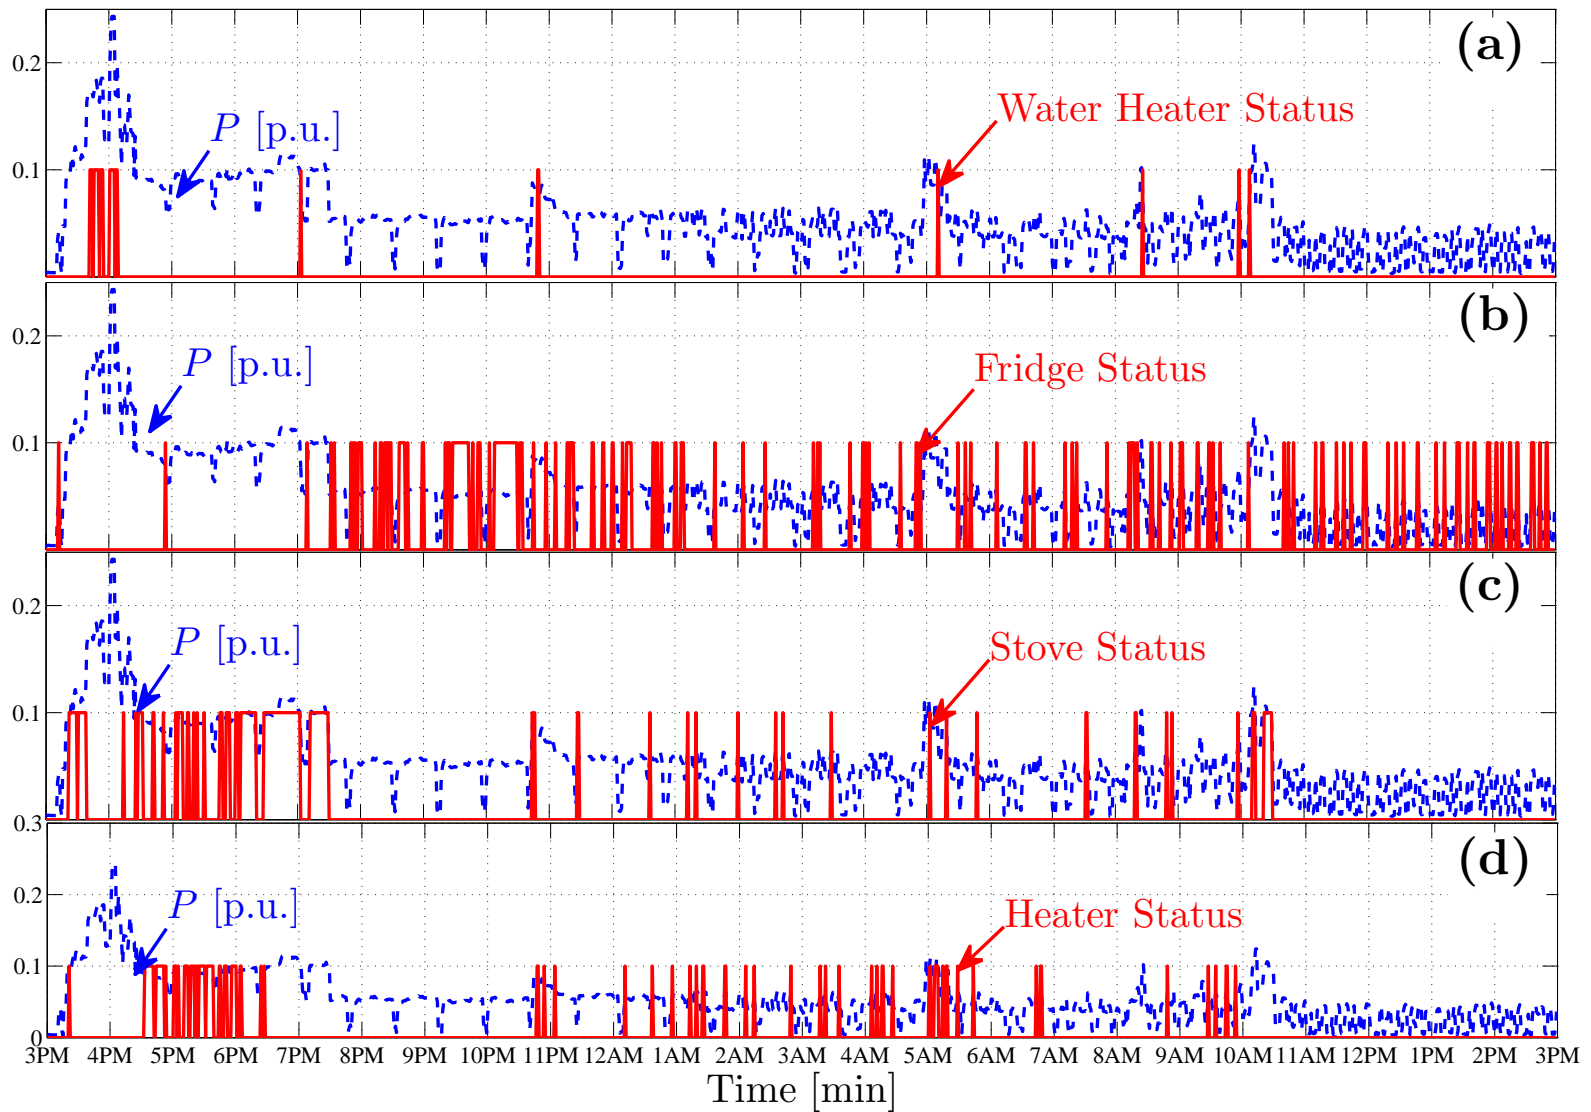 (a)
0.2
Water Heater Status
P [p.u.]
0.1
(b)
0.2
P [p.u.]
Fridge Status
0.1
(c)
0.2
P [p.u.]
Stove Status
0.1
0.3
(d)
0.2
P [p.u.]
Heater Status
0.1
0
3PM 4PM 5PM 6PM 7PM 8PM 9PM 10PM 11PM 12AM 1AM 2AM 3AM 4AM 5AM 6AM 7AM 8AM 9AM 10AM 11AM 12PM 1PM 2PM 3PM
Time [min]